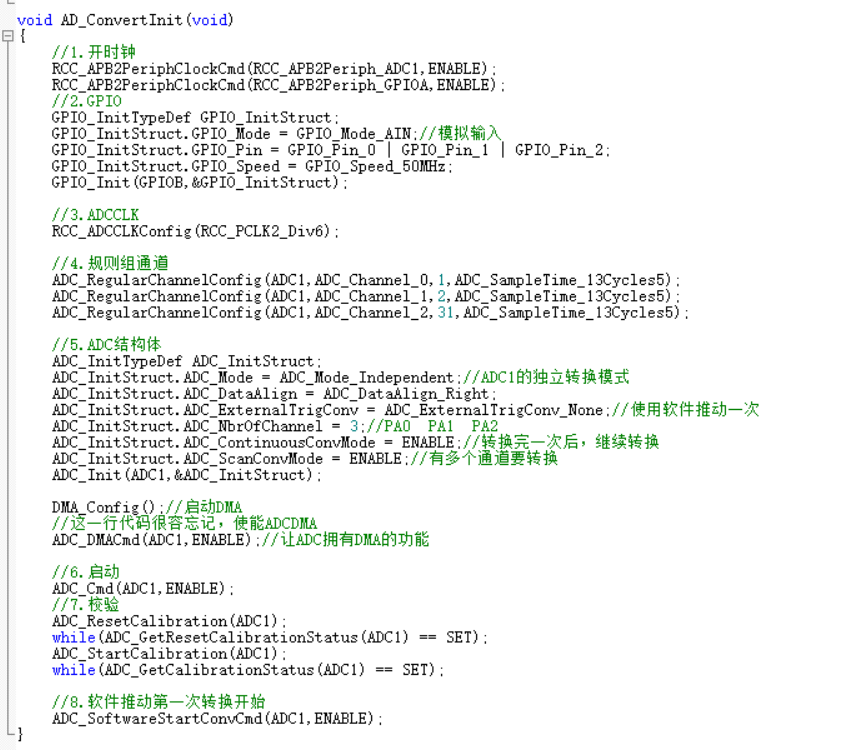 void AD_ConvertInit(void)
{
//1.开时钟
RCC_APB2PeriphClockCmd(RCC_APB2Periph_ADC1,ENABLE);
RCC_APB2PeriphClockCmd(RCC_APB2Periph_GPIOA,ENABLE);
//2.GPIO
GPIO_InitTypeDef GPIO_InitStruct;
GPIO_InitStruct.GPIO_Mode = GPIO_Mode_AIN;//模拟输入
GPIO_InitStruct.GPIO_Pin = GPIO_Pin_0 | GPIO_Pin_1 | GPIO_Pin_2;
GPIO_InitStruct.GPIO_Speed = GPIO_Speed_50MHz;
GPIO_Init(GPIOB,&GPIO_InitStruct);
//3.ADCCLK
RCC_ADCCLKConfig(RCC_PCLK2_Div6);
//4.规则组通道
ADC_RegularChannelConfig(ADC1,ADC_Channel_0,1,ADC_SampleTime_13Cycles5);
ADC_RegularChannelConfig(ADC1,ADC_Channel_1,2,ADC_SampleTime_13Cycles5);
ADC_RegularChannelConfig(ADC1,ADC_Channel_2,31,ADC_SampleTime_13Cycles5);
//5.ADC结构体
ADC_InitTypeDef ADC_InitStruct;
ADC_InitStruct.ADC_Mode = ADC_Mode_Independent;//ADC1的独立转换模式
ADC_InitStruct.ADC_DataAlign = ADC_DataAlign_Right;
ADC_InitStruct.ADC_ExternalTrigConv = ADC_ExternalTrigConv_None;//使用软件推动一次
ADC_InitStruct.ADC_NbrOfChannel = 3;//PA0 PA1 PA2
ADC_InitStruct.ADC_ContinuousConvMode = ENABLE;//转换完一次后，继续转换
ADC_InitStruct.ADC_ScanConvMode = ENABLE;//有多个通道要转换
ADC_Init(ADC1,&ADC_InitStruct);
DMA_Config();//启动DMA
//这一行代码很容忘记，使能ADCDMA
ADC_DMACmd(ADC1,ENABLE);//让ADC拥有DMA的功能
//6.启动
ADC_Cmd(ADC1,ENABLE);
//7.校验
ADC_ResetCalibration(ADC1);
while(ADC_GetResetCalibrationStatus(ADC1) == SET);
ADC_StartCalibration(ADC1);
while(ADC_GetCalibrationStatus(ADC1) == SET);
//8.软件推动第一次转换开始
ADC_SoftwareStartConvCmd(ADC1,ENABLE);
}